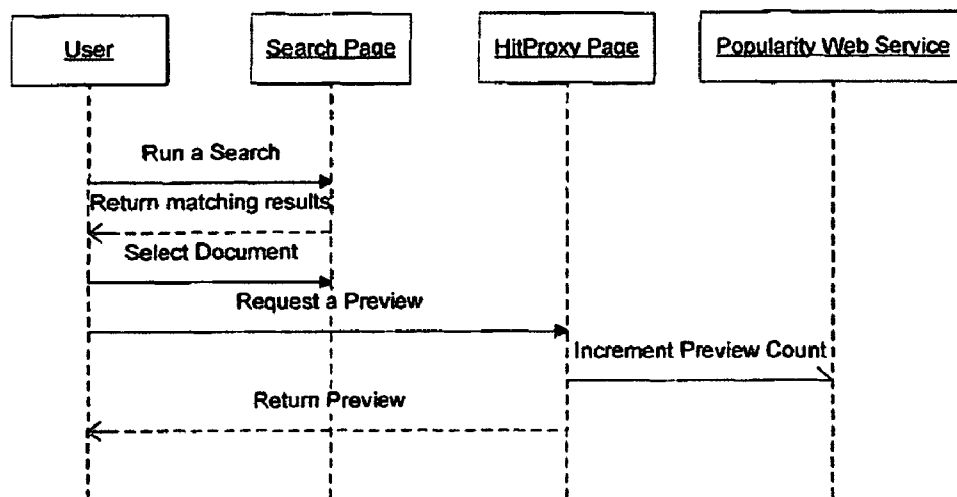 User
Search Page
HitProxy Page
Popularity Web Service
Run a Search
Return matching results
Select Document
Request a Preview
Increment Preview Count
Return Preview